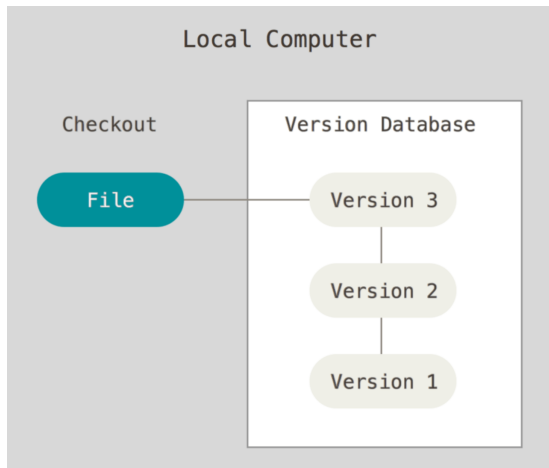 Local Computer
Checkout
Version Database
File
Version 3
Version 2
Version 1